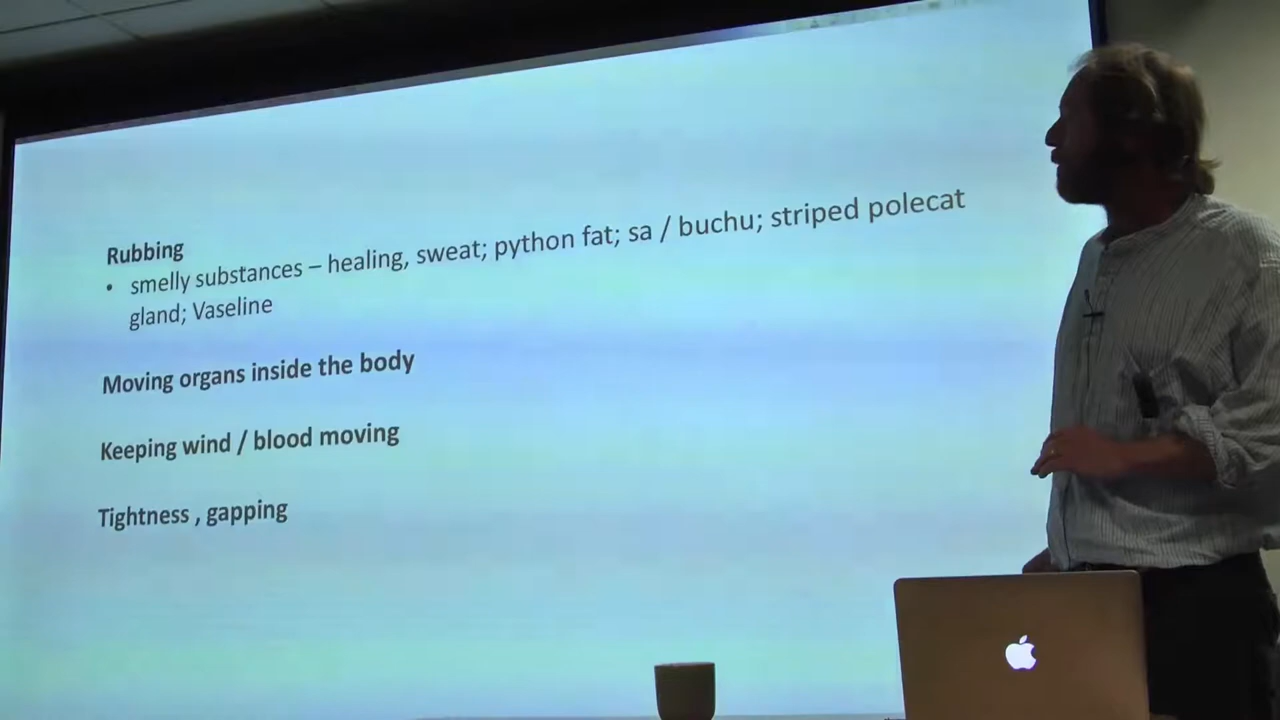 Rubbing
• smelly substances – healing, sweat; python fat; sa / buchu; striped polecat
gland; Vaseline
Moving organs inside the body
Keeping wind / blood moving
Tightness , gapping